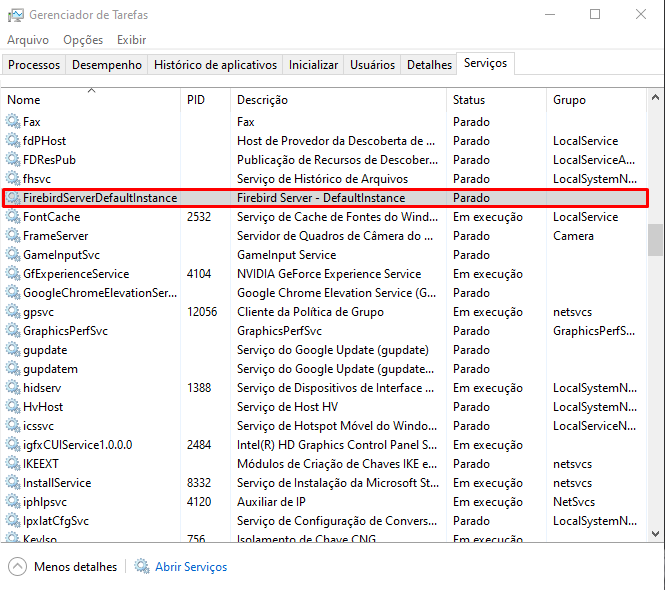 Gerenciador de Tarefas
Arquivo Opções Exibir
Processos Desempenho Histórico de aplicativos Inicializar Usuários Detalhes Serviços
Nome PID Descrição Status Grupo
Fax Fax Parado
fdPHost Host de Provedor da Descoberta de ... Parado LocalService
FDResPub Publicação de Recursos de Descober... Parado LocalServiceA...
fhsvc Serviço de Histórico de Arquivos Parado LocalSystemN...
FirebirdServerDefaultInstance Firebird Server - DefaultInstance Parado
FontCache 2532 Serviço de Cache de Fontes do Wind... Em execução LocalService
FrameServer Servidor de Quadros de Câmera do ... Parado Camera
GameInputSvc GameInput Service Parado
GfExperienceService 4104 NVIDIA GeForce Experience Service Em execução
GoogleChromeElevationSer... Google Chrome Elevation Service (G... Parado
gpsvc 12056 Cliente da Política de Grupo Em execução netsvcs
GraphicsPerfSvc GraphicsPerfSvc Parado GraphicsPerfS...
gupdate Serviço do Google Update (gupdate) Parado
gupdatem Serviço do Google Update (gupdate... Parado
hidserv 1388 Serviço de Dispositivos de Interface ... Em execução LocalSystemN...
HvHost Serviço de Host HV Parado LocalSystemN...
icssvc Serviço de Hotspot Móvel do Windo... Parado LocalServiceN...
igfxCUIService1.0.0.0 2484 Intel(R) HD Graphics Control Panel S... Em execução
IKEEXT Módulos de Criação de Chaves IKE e... Parado netsvcs
InstallService 8332 Serviço de Instalação da Microsoft St... Em execução netsvcs
iphlpsvc 4120 Auxiliar de IP Em execução NetSvcs
IpxlatCfgSvc Serviço de Configuração de Convers... Parado LocalSystemN...
KeyIso 756 Isolamento de Chave CNG Em execução
Menos detalhes Abrir Serviços